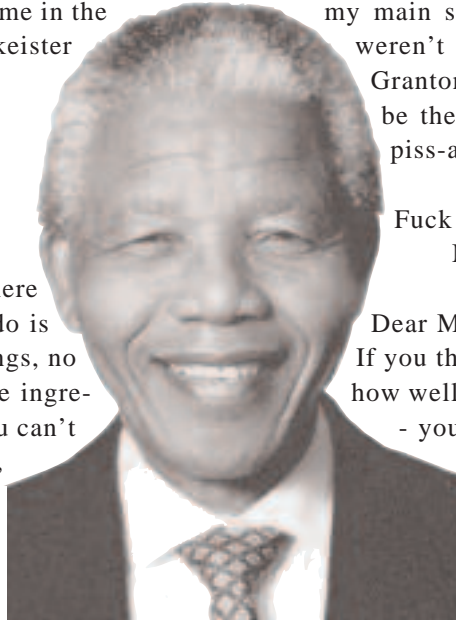 me in the
keister
ere
do is
ngs, no
e ingre-
u can't
,
my main s
weren't
Granton
be the
piss-a
Fuck
Dear M
If you th
how well
- you